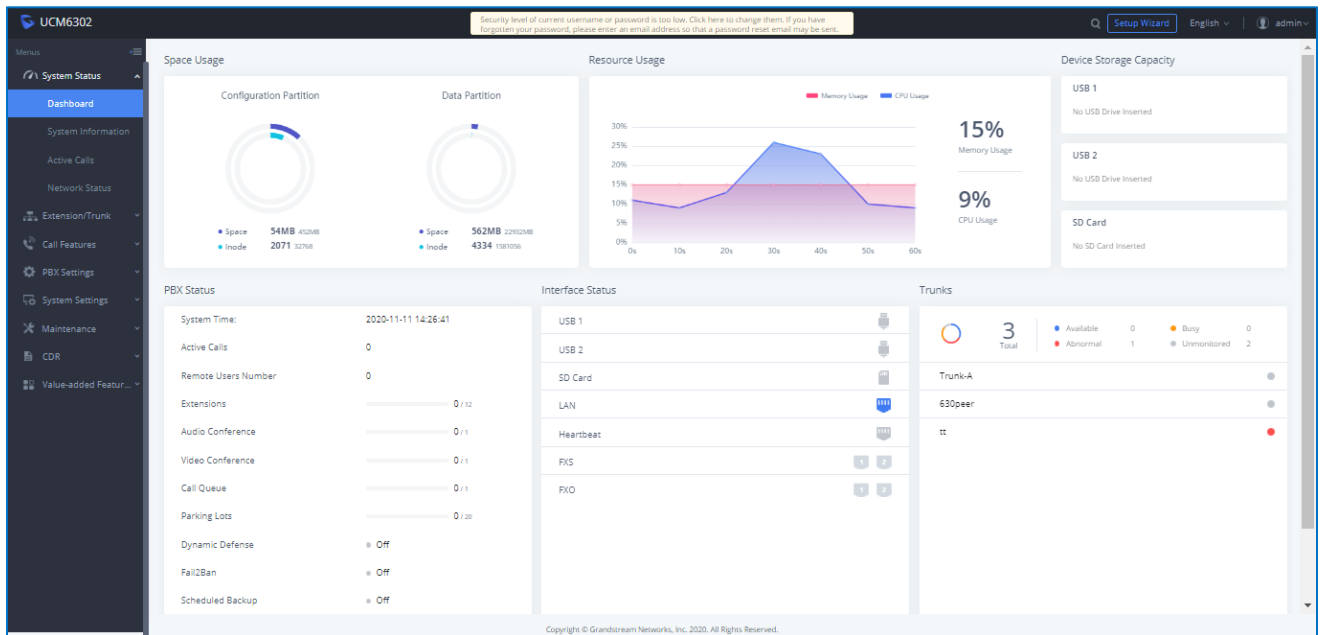 UCM6302
Security level of current username or password is too low. Click here to change them. If you have
forgotten your password, please enter an email address so that a password reset email may be sent.
Setup Wizard
English
admin
Menus
System Status
Dashboard
System Information
Active Calls
Network Status
Extension/Trunk
Call Features
PBX Settings
System Settings
Maintenance
CDR
Value-added Featur...
Space Usage
Configuration Partition
Space 54MB 452MB
Inode 2071 32768
Data Partition
Space 562MB 22932MB
Inode 4334 1581056
Resource Usage
Memory Usage CPU Usage
30%
25%
20%
15%
10%
5%
0%
0s 10s 20s 30s 40s 50s 60s
15%
Memory Usage
9%
CPU Usage
Device Storage Capacity
USB 1
No USB Drive Inserted
USB 2
No USB Drive Inserted
SD Card
No SD Card Inserted
PBX Status
System Time: 2020-11-11 14:26:41
Active Calls 0
Remote Users Number 0
Extensions 0 / 12
Audio Conference 0 / 1
Video Conference 0 / 1
Call Queue 0 / 1
Parking Lots 0 / 20
Dynamic Defense Off
Fail2Ban Off
Scheduled Backup Off
Interface Status
USB 1
USB 2
SD Card
LAN
Heartbeat
FXS 1 2
FXO 1 2
Trunks
3
Total
Available 0 Busy 0
Abnormal 1 Unmonitored 2
Trunk-A
630peer
tt
Copyright © Grandstream Networks, Inc. 2020. All Rights Reserved.